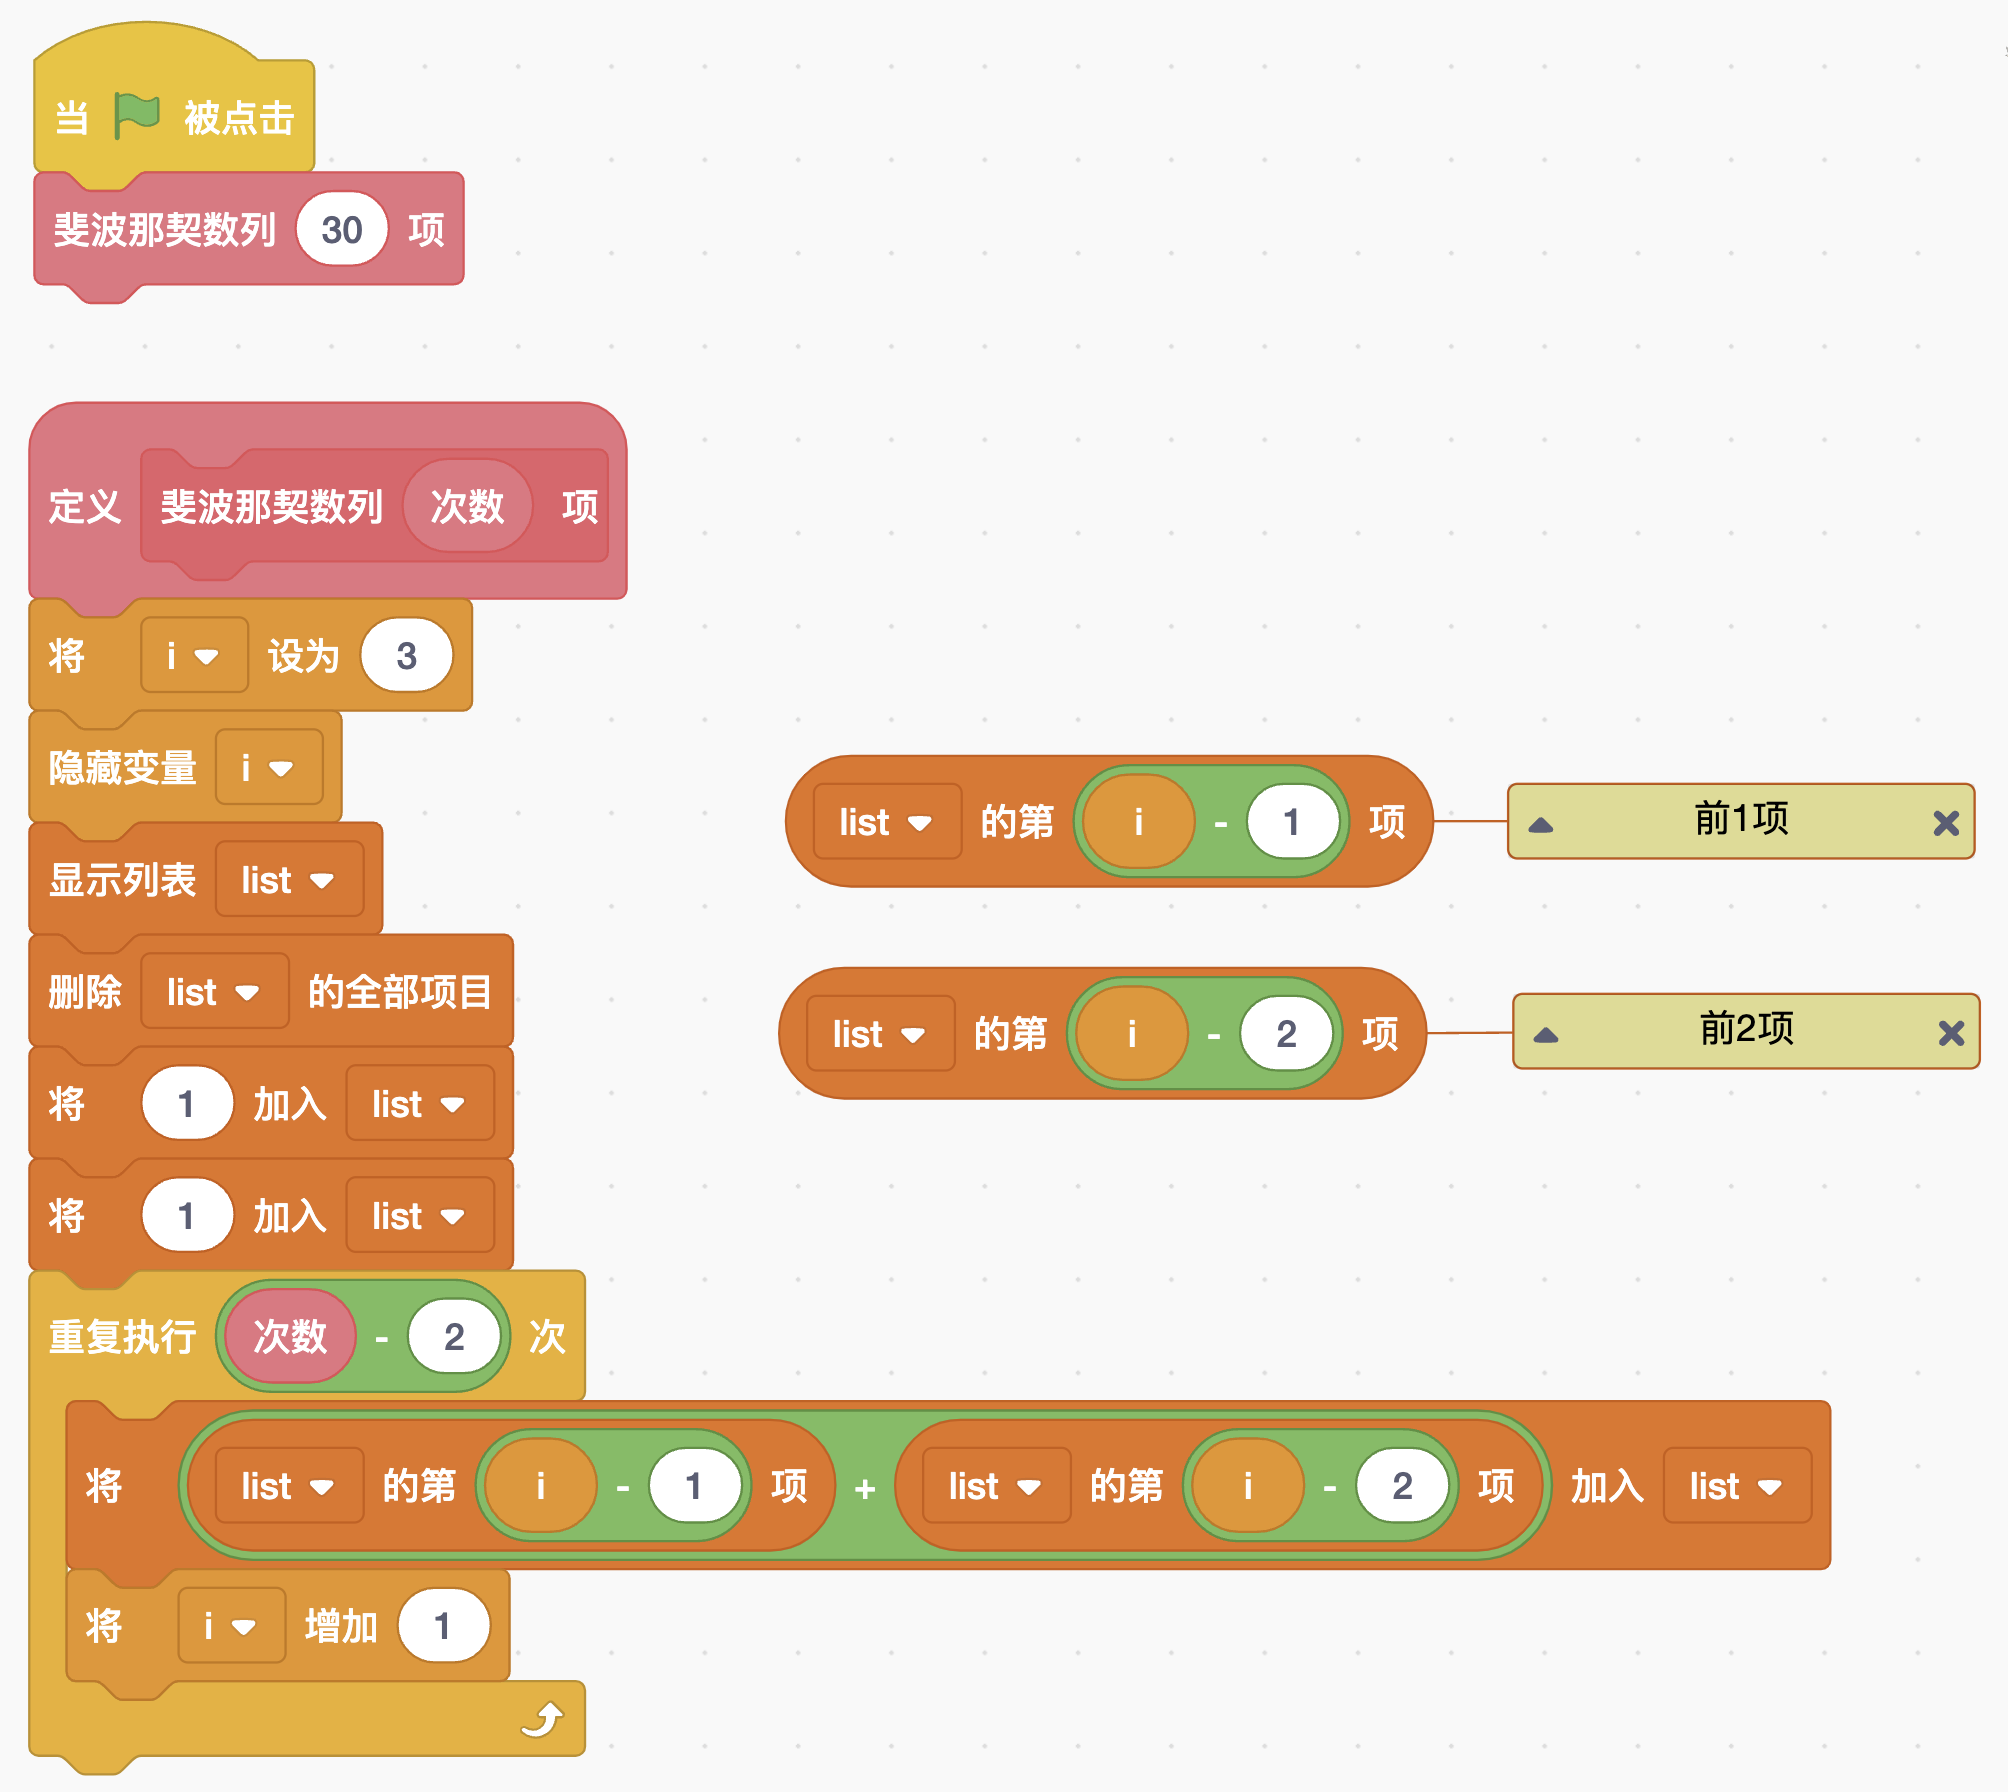 当 被点击
斐波那契数列 30 项
定义 斐波那契数列 次数 项
将 i 设为 3
隐藏变量 i
显示列表 list
删除 list 的全部项目
将 1 加入 list
将 1 加入 list
重复执行 次数 - 2 次
将 list 的第 i - 1 项 + list 的第 i - 2 项 加入 list
将 i 增加 1
list 的第 i - 1 项
前1项
list 的第 i - 2 项
前2项